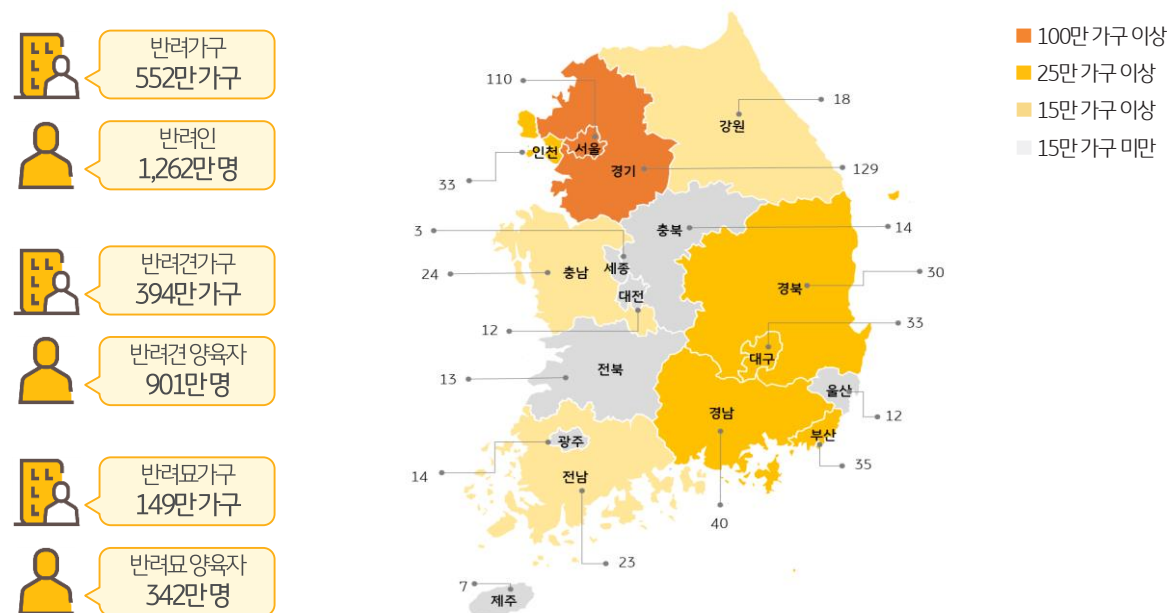 반려가구
552만가구
반려인
1,262만 명
반려견가구
394만가구
반려견 양육자
901만 명
반려묘가구
149만가구
반려묘 양육자
342만 명
100만 가구 이상
25만 가구 이상
15만 가구 이상
15만 가구 미만
110
18
강원
인천
서울
33
경기
129
3
충북
14
세종
24
충남
30
경북
대전
12
33
대구
13
전북
울산
경남
12
부산
광주
14
35
전남
40
23
7
제주